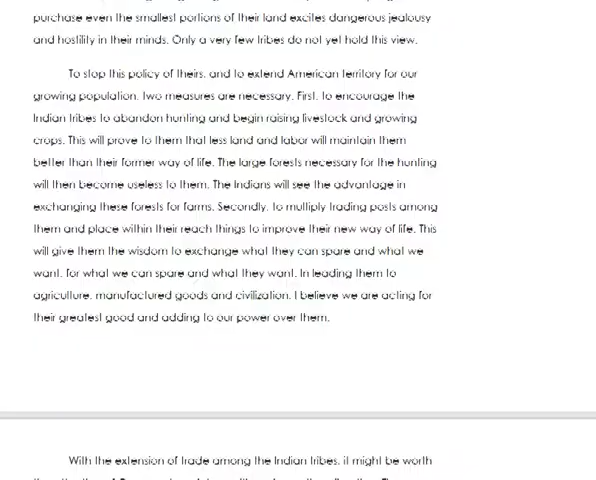 purchase even the smallest portions of their land excites dangerous jealousy
and hostility in their minds. Only a very few tribes do not yet hold this view.
To stop this policy of theirs, and to extend American territory for our
growing population, two measures are necessary. First, to encourage the
Indian tribes to abandon hunting and begin raising livestock and growing
crops. This will prove to them that less land and labor will maintain them
better than their former way of life. The large forests necessary for the hunting
will then become useless to them. The Indians will see the advantage in
exchanging these forests for farms. Secondly, to multiply trading posts among
them and place within their reach things to improve their new way of life. This
will give them the wisdom to exchange what they can spare and what we
want, for what we can spare and what they want. In leading them to
agriculture, manufactured goods and civilization, I believe we are acting for
their greatest good and adding to our power over them.
With the extension of trade among the Indian tribes, it might be worth